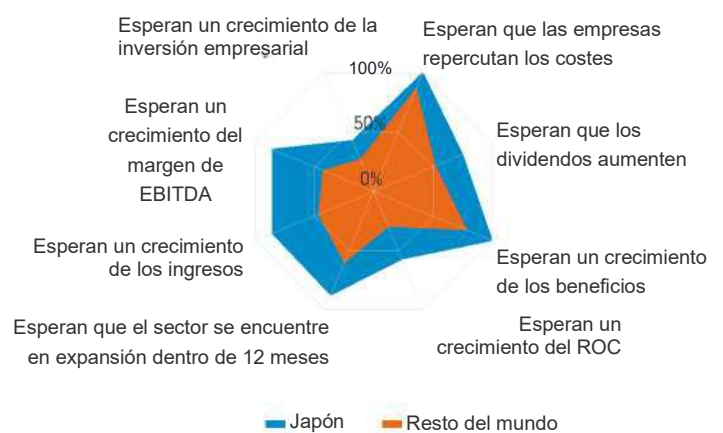 Esperan un crecimiento de la
inversión empresarial
Esperan que las empresas
repercutan los costes
100%
50%
0%
Esperan un
crecimiento del
margen de
EBITDA
Esperan que los
dividendos aumenten
Esperan un crecimiento
de los ingresos
Esperan un crecimiento
de los beneficios
Esperan que el sector se encuentre
en expansión dentro de 12 meses
Esperan un
crecimiento del ROC
Japón
Resto del mundo